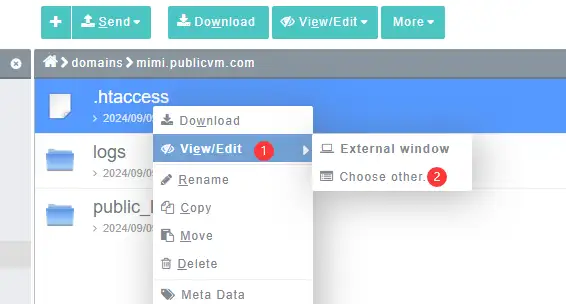 Send
Download
View/Edit
More
domains mimi.publicvm.com
.htaccess
2024/09/0
Download
View/Edit 1
External window
logs
2024/09/0
Choose other. 2
Rename
public_
2024/09/0
Copy
Move
Delete
Meta Data